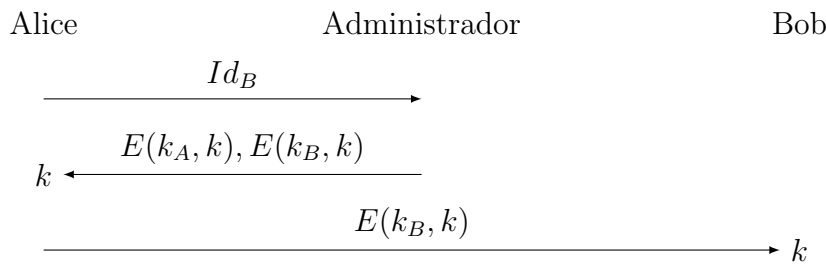 Alice Administrador Bob
Id_B
E(k_A, k), E(k_B, k)
k
E(k_B, k)
k